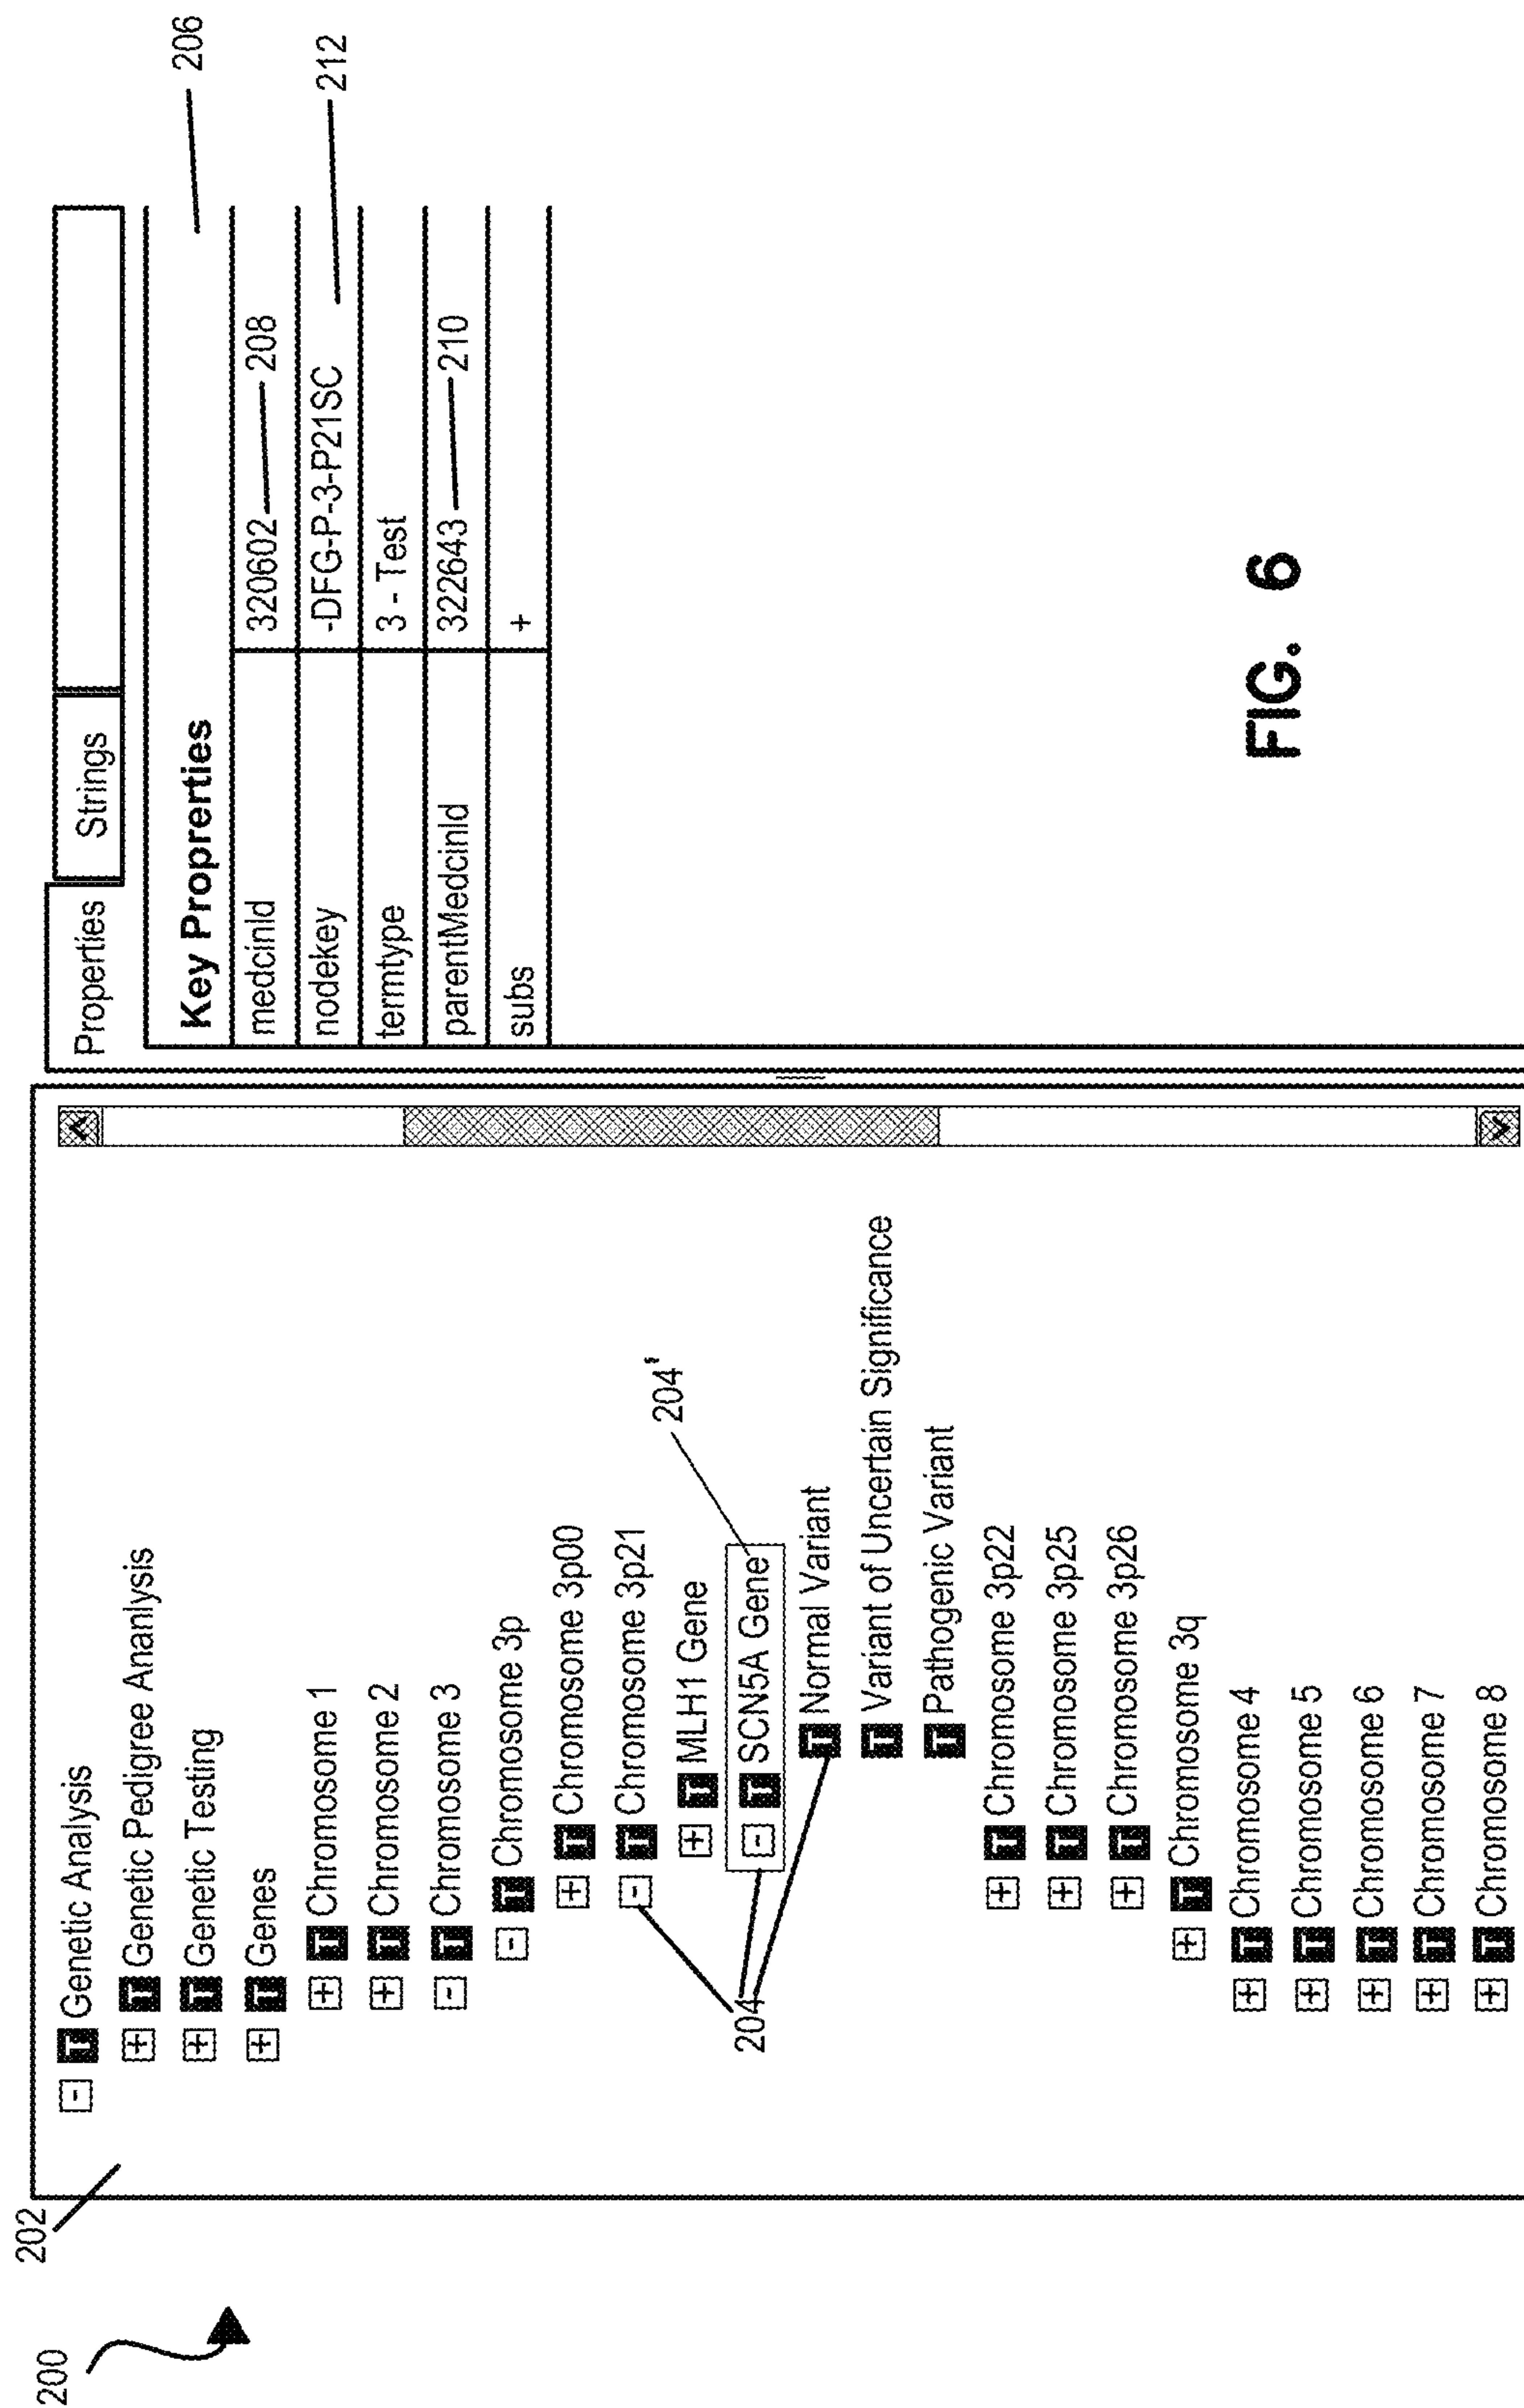 200
202
[-] T Genetic Analysis
[+] T Genetic Pedigree Ananlysis
[+] T Genetic Testing
[+] T Genes
[+] T Chromosome 1
[+] T Chromosome 2
[-] T Chromosome 3
[-] T Chromosome 3p
[+] T Chromosome 3p00
[-] T Chromosome 3p21
[+] T MLH1 Gene
[-] T SCN5A Gene
204'
204
T Normal Variant
T Variant of Uncertain Significance
T Pathogenic Variant
[+] T Chromosome 3p22
[+] T Chromosome 3p25
[+] T Chromosome 3p26
[+] T Chromosome 3q
[+] T Chromosome 4
[+] T Chromosome 5
[+] T Chromosome 6
[+] T Chromosome 7
[+] T Chromosome 8
Properties Strings
Key Proprerties 206
medcinId 320602 208
nodekey -DFG-P-3-P21SC 212
termtype 3 - Test
parentMedcinId 322643 210
subs +
FIG. 6